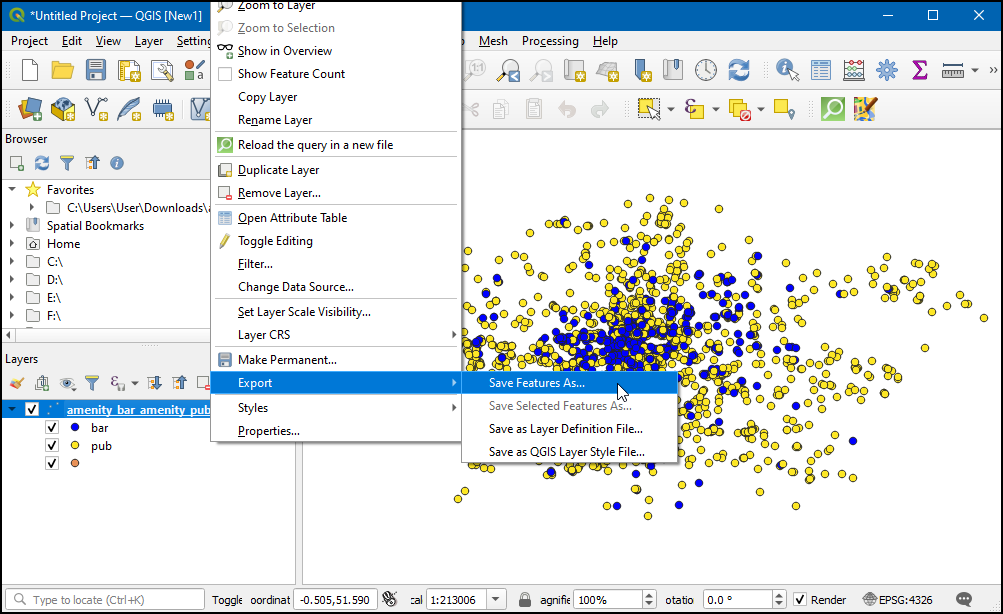 *Untitled Project — QGIS [New1]
Project Edit View Layer Setting Mesh Processing Help
Zoom to Layer
Zoom to Selection
Show in Overview
Show Feature Count
Copy Layer
Rename Layer
Reload the query in a new file
Duplicate Layer
Remove Layer...
Open Attribute Table
Toggle Editing
Filter...
Change Data Source...
Set Layer Scale Visibility...
Layer CRS
Make Permanent...
Export
Styles
Properties...
Save Features As...
Save Selected Features As...
Save as Layer Definition File...
Save as QGIS Layer Style File...
Browser
Favorites
C:\Users\User\Downloads\
Spatial Bookmarks
Home
C:\
D:\
E:\
F:\
Layers
amenity_bar_amenity_pub
bar
pub
Type to locate (Ctrl+K) Toggle oordinat -0.505,51.590 cal 1:213006 agnifie 100% otatio 0.0 ° Render EPSG:4326